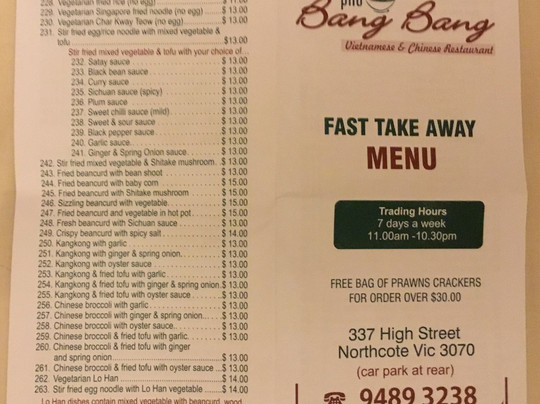 228. Vegetarian fried rice (no egg)
229. Vegetarian Singapore fried noodle (no egg) $ 13.00
230. Vegetarian Char Kway Teow (no egg) $ 13.00
231. Stir fried egg/rice noodle with mixed vegetable &
tofu $13.00
Stir fried mixed vegetable & tofu with your choice of...
232. Satay sauce $ 13.00
233. Black bean sauce $ 13.00
234. Curry sauce $ 13.00
235. Sichuan sauce (spicy) $ 13.00
236. Plum sauce $ 13.00
237. Sweet chilli sauce (mild) $ 13.00
238. Sweet & sour sauce $ 13.00
239. Black pepper sauce $ 13.00
240. Garlic sauce $ 13.00
241. Ginger & Spring Onion sauce $ 13.00
242. Stir fried mixed vegetable & Shitake mushroom. $ 13.00
243. Fried beancurd with bean shoot $ 13.00
244. Fried beancurd with baby corn $ 15.00
245. Fried beancurd with Shitake mushroom $ 15.00
246. Sizzling beancurd with vegetable $ 15.00
247. Fried beancurd and vegetable in hot pot $ 15.00
248. Fresh beancurd with Sichuan sauce $ 13.00
249. Crispy beancurd with spicy salt $ 14.00
250. Kangkong with garlic $ 13.00
251. Kangkong with ginger & spring onion $ 13.00
252. Kangkong with oyster sauce $ 13.00
253. Kangkong & fried tofu with garlic $ 13.00
254. Kangkong & fried tofu with ginger & spring onion $ 13.00
255. Kangkong & fried tofu with oyster sauce $ 13.00
256. Chinese broccoli with garlic $ 13.00
257. Chinese broccoli with ginger & spring onion $ 13.00
258. Chinese broccoli with oyster sauce $ 13.00
259. Chinese broccoli & fried tofu with garlic $ 13.00
260. Chinese broccoli & fried tofu with ginger
and spring onion $ 13.00
261. Chinese broccoli & fried tofu with oyster sauce $ 13.00
262. Vegetarian Lo Han $ 14.00
263. Stir fried egg noodle with Lo Han vegetable $ 14.00
Lo Han dishes contain mixed vegetable with beancurd, wood
pho
Bang Bang
Vietnamese & Chinese Restaurant
FAST TAKE AWAY
MENU
Trading Hours
7 days a week
11.00am -10.30pm
FREE BAG OF PRAWNS CRACKERS
FOR ORDER OVER $30.00
337 High Street
Northcote Vic 3070
(car park at rear)
☎ 9489 3238